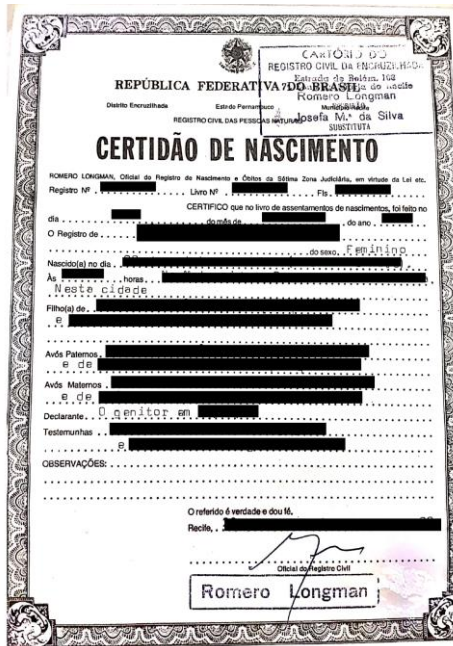 CARTÓRIO DO
REGISTRO CIVIL DA ENCRUZILHADA
Estrada de Belém, 102
REPÚBLICA FEDERATIVA DO BRASIL
Romero Longman
Distrito Encruzilhada Estrdo Pernambuco
Josefa M.ª da Silva
REGISTRO CIVIL DAS PESSOAS NATURAIS
SUBSTITUTA
CERTIDÃO DE NASCIMENTO
ROMERO LONGMAN, Oficial do Registro de Nascimento e Óbitos da Sétima Zona Judiciária, em virtude da Lei etc.
Registro Nº Livro Nº Fls.
CERTIFICO que no livro de assentamentos de nascimentos, foi feito no
dia do mês de do ano
O Registro de
do sexo, Feminino
Nascido(a) no dia
Às horas
Nesta cidade
Filho(a) de
e
Avós Paternos
e de
Avós Maternos
e de
Declarante O genitor em
Testemunhas
e
OBSERVAÇÕES:
O referido é verdade e dou fé.
Recife,
Oficial do Registro Civil
Romero Longman